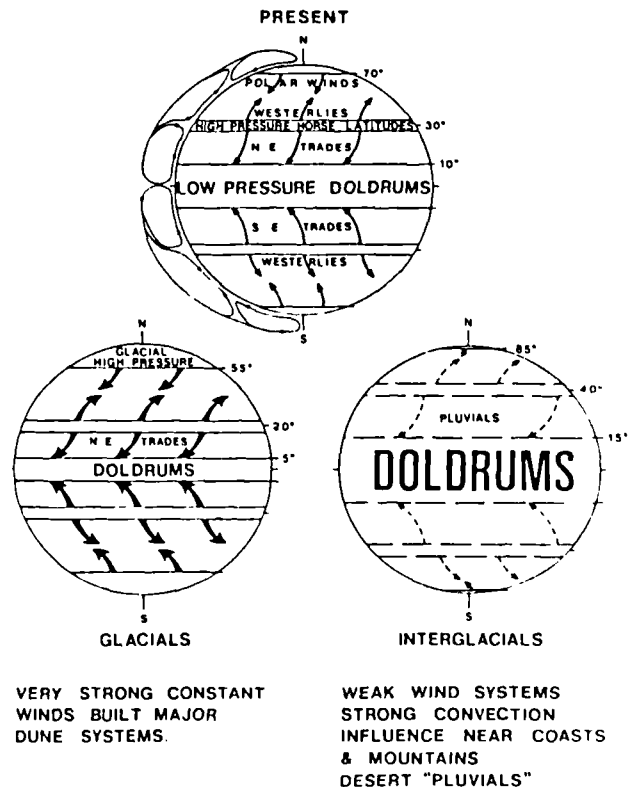 PRESENT
N
POLAR WINDS
70°
WESTERLIES
HIGH PRESSURE HORSE LATITUDES
30°
N E TRADES
10°
LOW PRESSURE DOLDRUMS
S E TRADES
WESTERLIES
S
N
GLACIAL
HIGH PRESSURE
55°
20°
N E TRADES
5°
DOLDRUMS
S
GLACIALS
VERY STRONG CONSTANT
WINDS BUILT MAJOR
DUNE SYSTEMS.
N
85°
40°
PLUVIALS
15°
DOLDRUMS
S
INTERGLACIALS
WEAK WIND SYSTEMS
STRONG CONVECTION
INFLUENCE NEAR COASTS
& MOUNTAINS
DESERT "PLUVIALS"